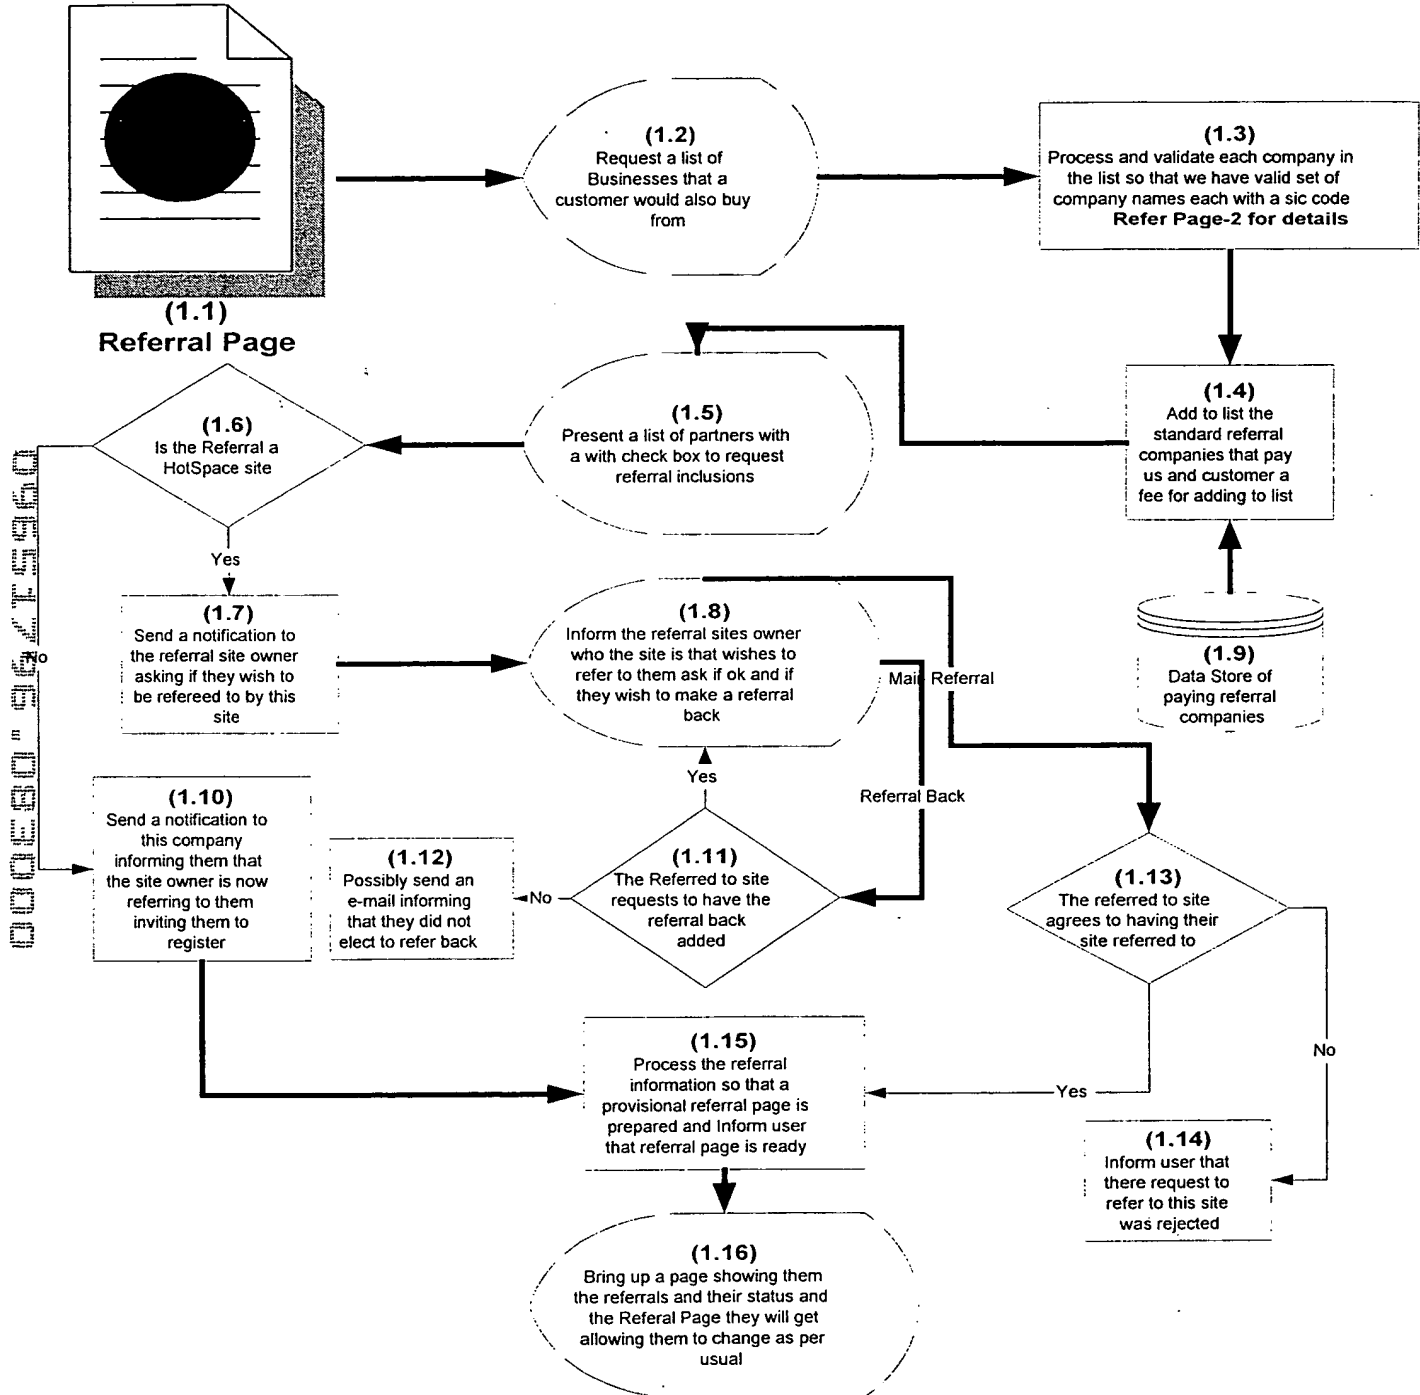 (1.1)
Referral Page
(1.2)
Request a list of
Businesses that a
customer would also buy
from
(1.3)
Process and validate each company in
the list so that we have valid set of
company names each with a sic code
Refer Page-2 for details
(1.4)
Add to list the
standard referral
companies that pay
us and customer a
fee for adding to list
(1.5)
Present a list of partners with
a with check box to request
referral inclusions
(1.6)
Is the Referral a
HotSpace site
Yes
No
(1.7)
Send a notification to
the referral site owner
asking if they wish to
be refereed to by this
site
(1.8)
Inform the referral sites owner
who the site is that wishes to
refer to them ask if ok and if
they wish to make a referral
back
Main Referral
Referral Back
(1.9)
Data Store of
paying referral
companies
(1.10)
Send a notification to
this company
informing them that
the site owner is now
referring to them
inviting them to
register
(1.12)
Possibly send an
e-mail informing
that they did not
elect to refer back
No
Yes
(1.11)
The Referred to site
requests to have the
referral back
added
(1.13)
The referred to site
agrees to having their
site referred to
No
Yes
(1.15)
Process the referral
information so that a
provisional referral page is
prepared and Inform user
that referral page is ready
(1.14)
Inform user that
there request to
refer to this site
was rejected
(1.16)
Bring up a page showing them
the referrals and their status and
the Referal Page they will get
allowing them to change as per
usual